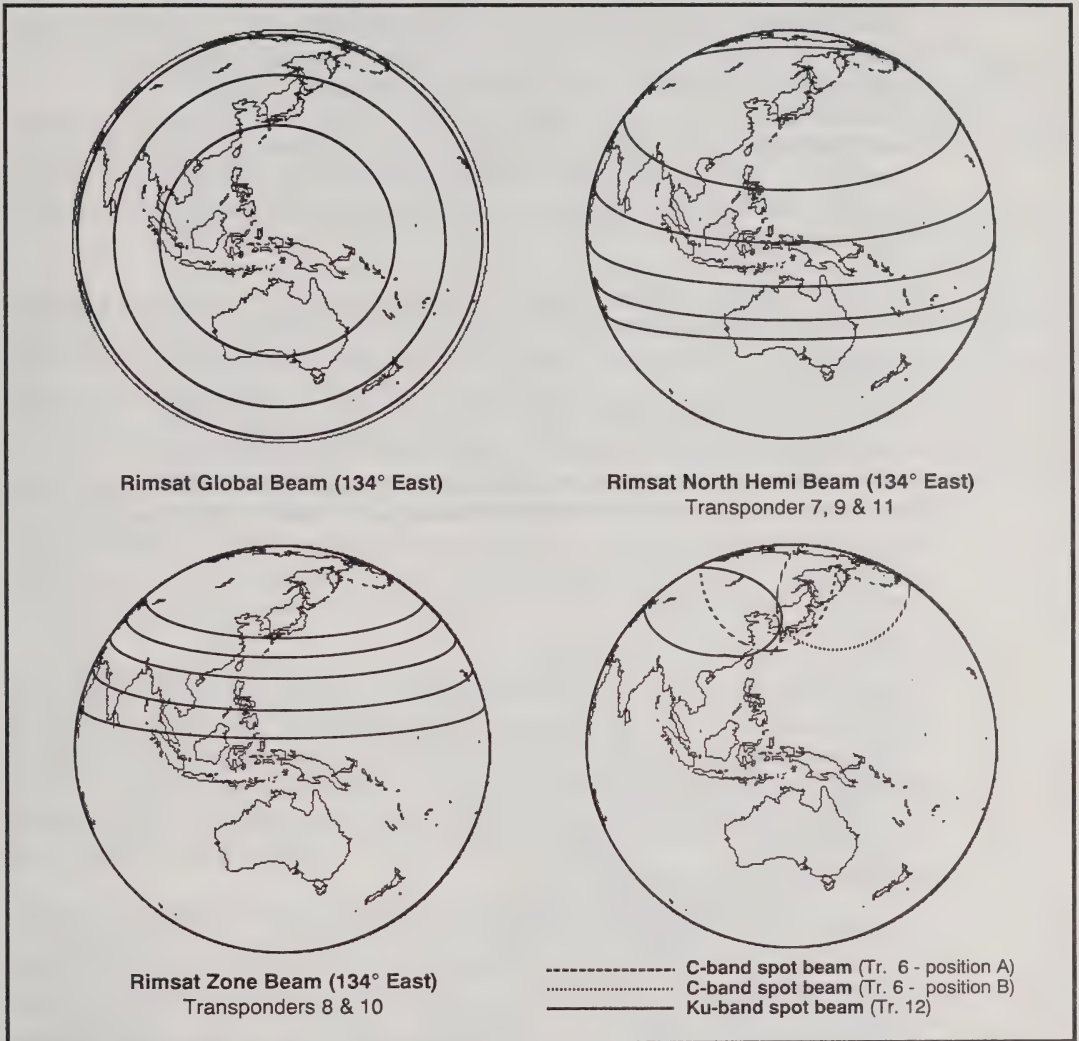 Rimsat Global Beam (134° East)
Rimsat North Hemi Beam (134° East)
Transponder 7, 9 & 11
Rimsat Zone Beam (134° East)
Transponders 8 & 10
C-band spot beam (Tr. 6 - position A)
C-band spot beam (Tr. 6 - position B)
Ku-band spot beam (Tr. 12)